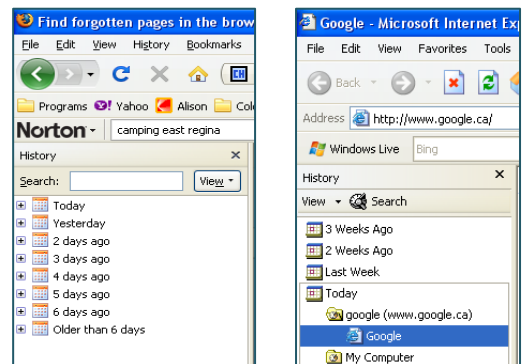 Find forgotten pages in the brow
File Edit View History Bookmarks
CH
Programs Yahoo Alison Col
Norton camping east regina
History x
Search: View
Today
Yesterday
2 days ago
3 days ago
4 days ago
5 days ago
6 days ago
Older than 6 days
Google - Microsoft Internet Exp
File Edit View Favorites Tools
Back
Address http://www.google.ca/
Windows Live Bing
History x
View Search
3 Weeks Ago
2 Weeks Ago
Last Week
Today
google (www.google.ca)
Google
My Computer